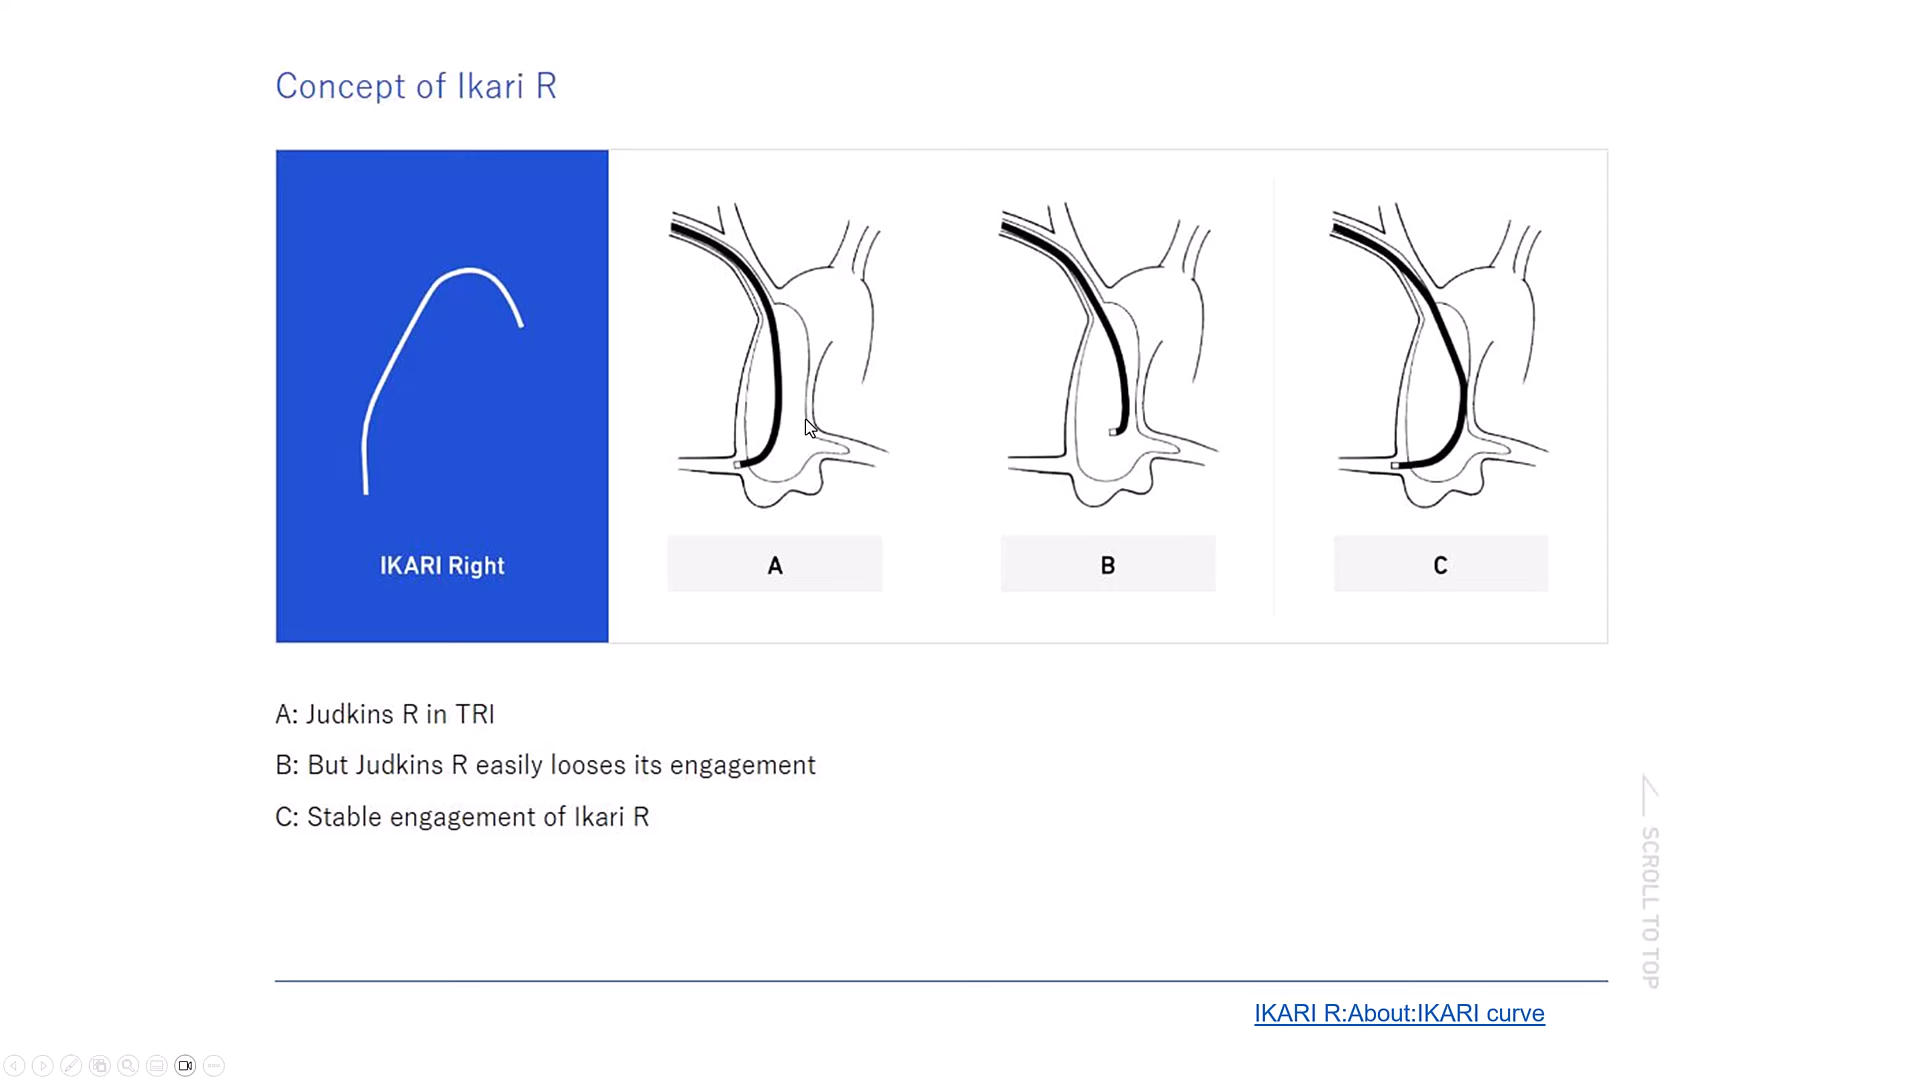 Concept of Ikari R
IKARI Right
A
B
C
A: Judkins R in TRI
B: But Judkins R easily looses its engagement
C: Stable engagement of Ikari R
SCROLL TO TOP
IKARI R:About:IKARI curve